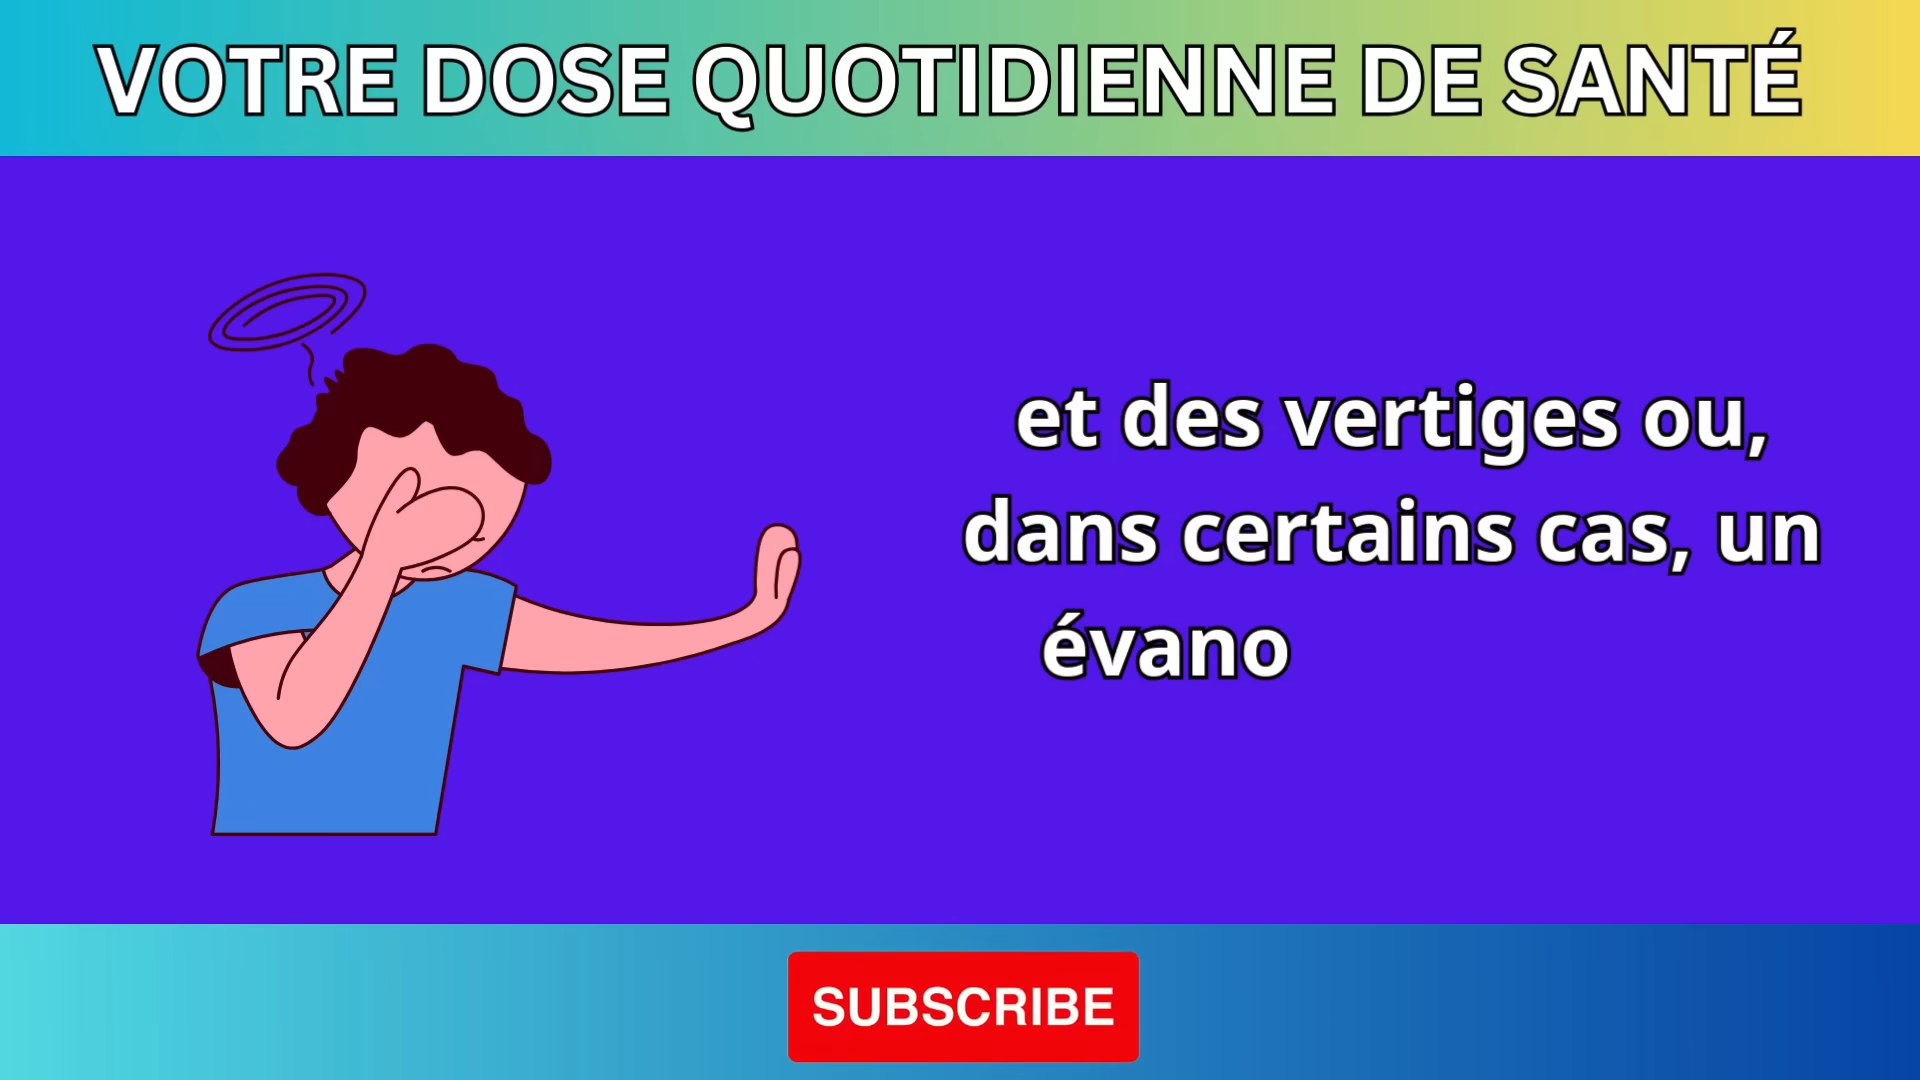 VOTRE DOSE QUOTIDIENNE DE SANTÉ
et des vertiges ou,
dans certains cas, un
évano
SUBSCRIBE